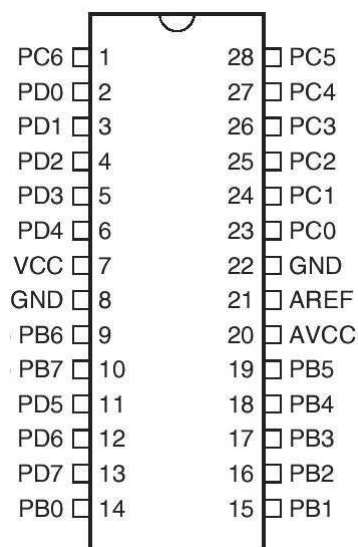 PC6 1 28 PC5
PD0 2 27 PC4
PD1 3 26 PC3
PD2 4 25 PC2
PD3 5 24 PC1
PD4 6 23 PC0
VCC 7 22 GND
GND 8 21 AREF
PB6 9 20 AVCC
PB7 10 19 PB5
PD5 11 18 PB4
PD6 12 17 PB3
PD7 13 16 PB2
PB0 14 15 PB1